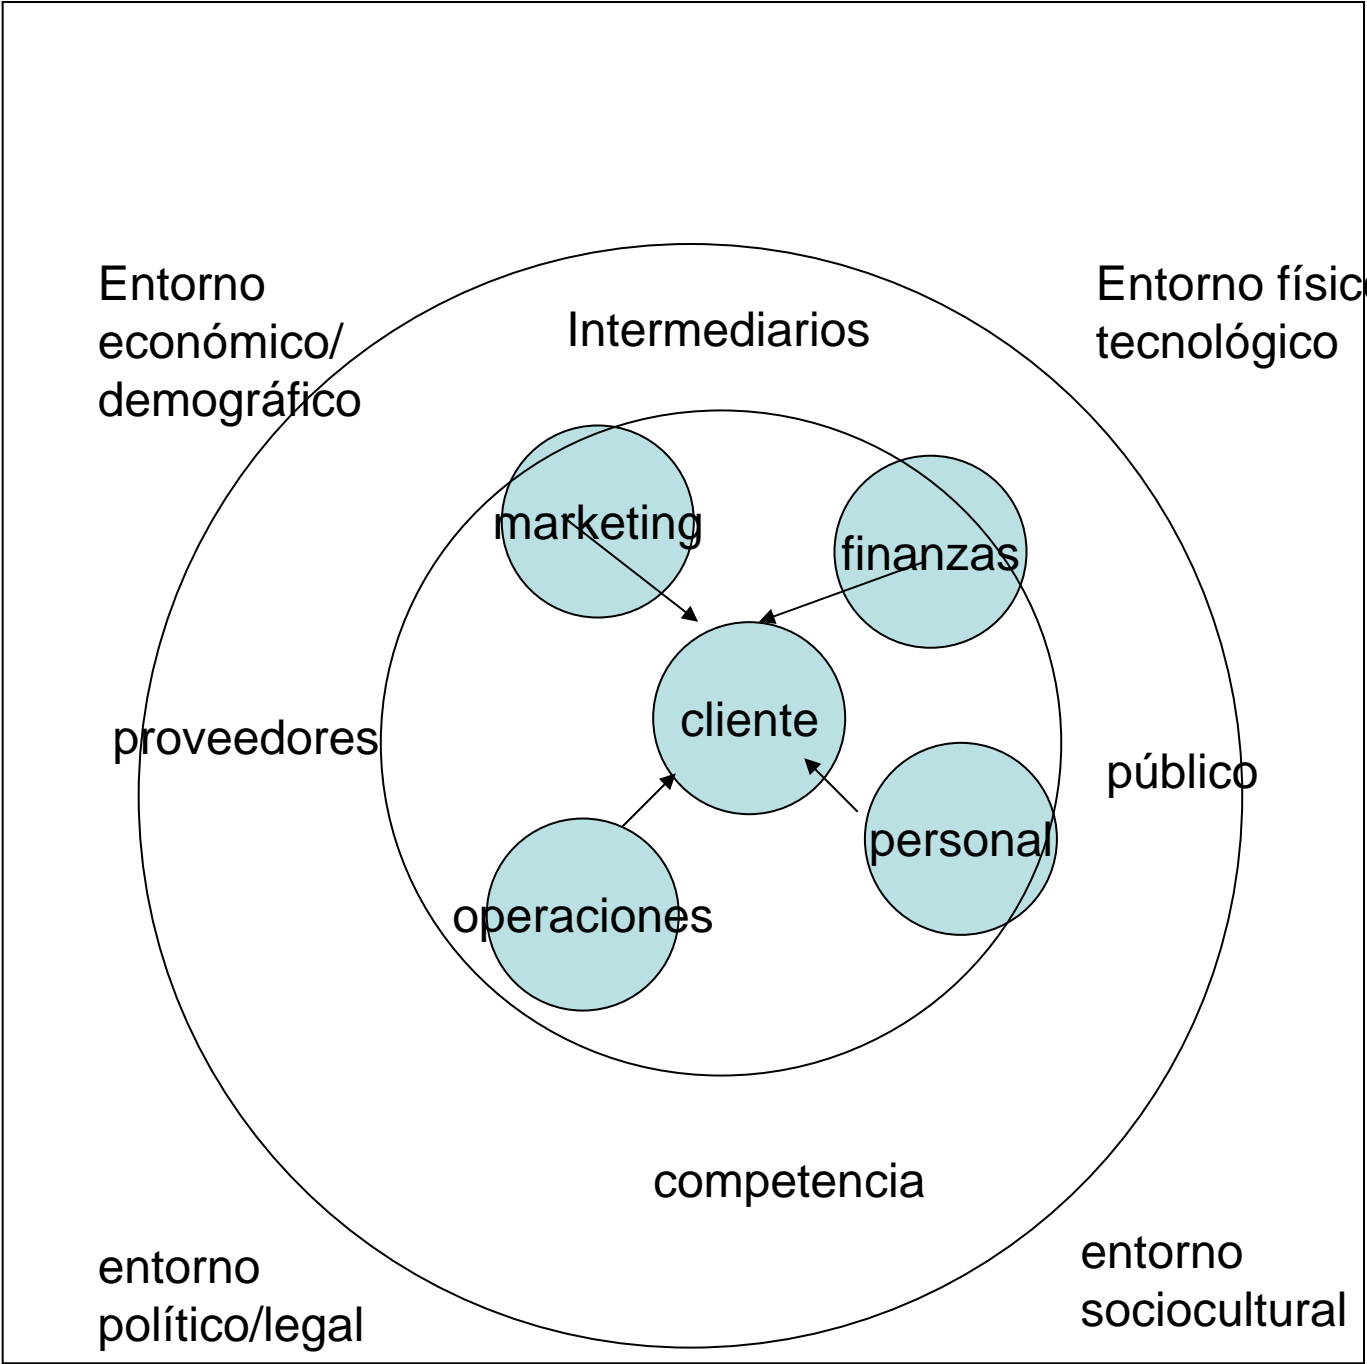 Entorno
económico/
demográfico
Entorno físico
tecnológico
Intermediarios
marketing
finanzas
cliente
proveedores
público
personal
operaciones
competencia
entorno
político/legal
entorno
sociocultural